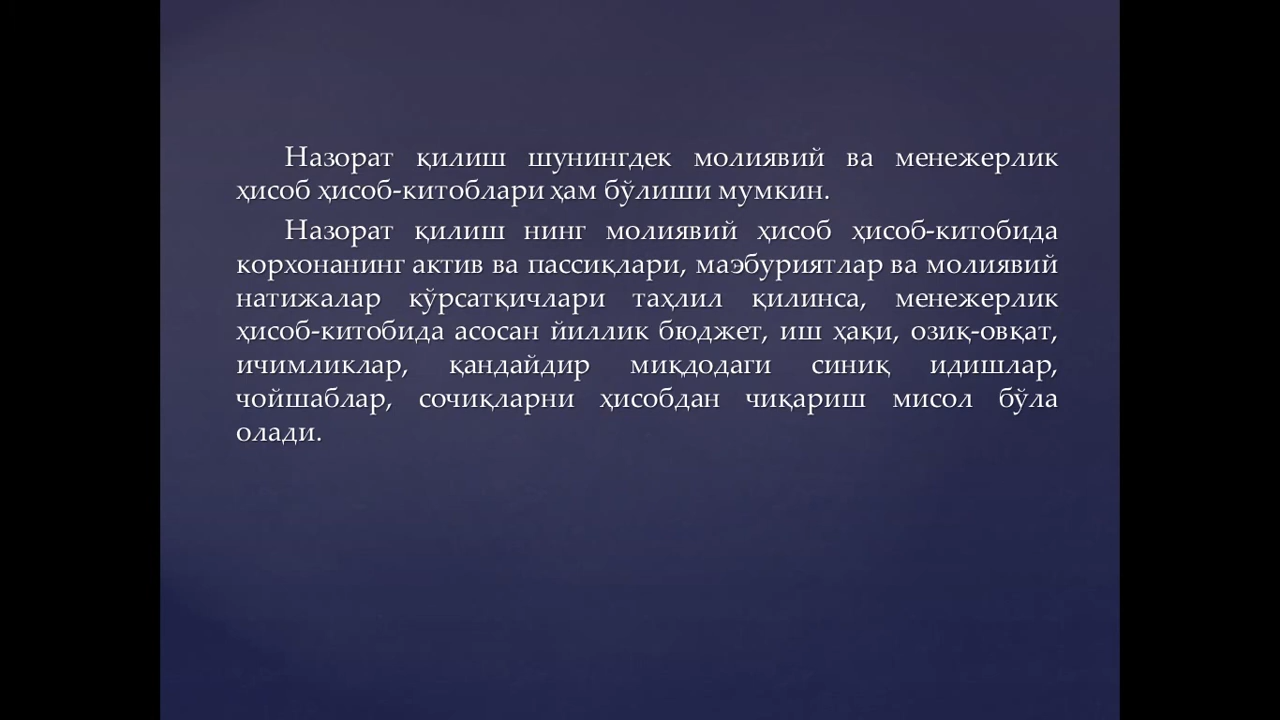 Назорат қилиш шунингдек молиявий ва менежерлик
ҳисоб ҳисоб-китоблари ҳам бўлиши мумкин.
Назорат қилиш нинг молиявий ҳисоб ҳисоб-китобида
корхонанинг актив ва пассиқлари, маэбуриятлар ва молиявий
натижалар кўрсатқичлари таҳлил қилинса, менежерлик
ҳисоб-китобида асосан йиллик бюджет, иш ҳақи, озиқ-овқат,
ичимликлар, қандайдир миқдодаги синиқ идишлар,
чойшаблар, сочиқларни ҳисобдан чиқариш мисол бўла
олади.